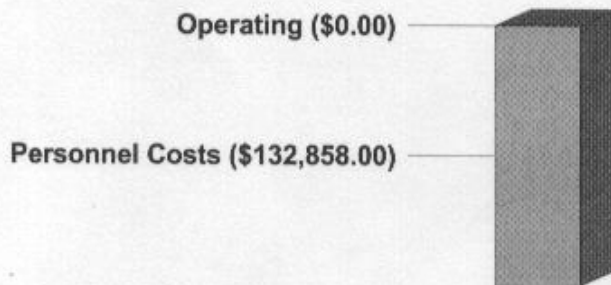 Operating ($0.00)
Personnel Costs ($132,858.00)